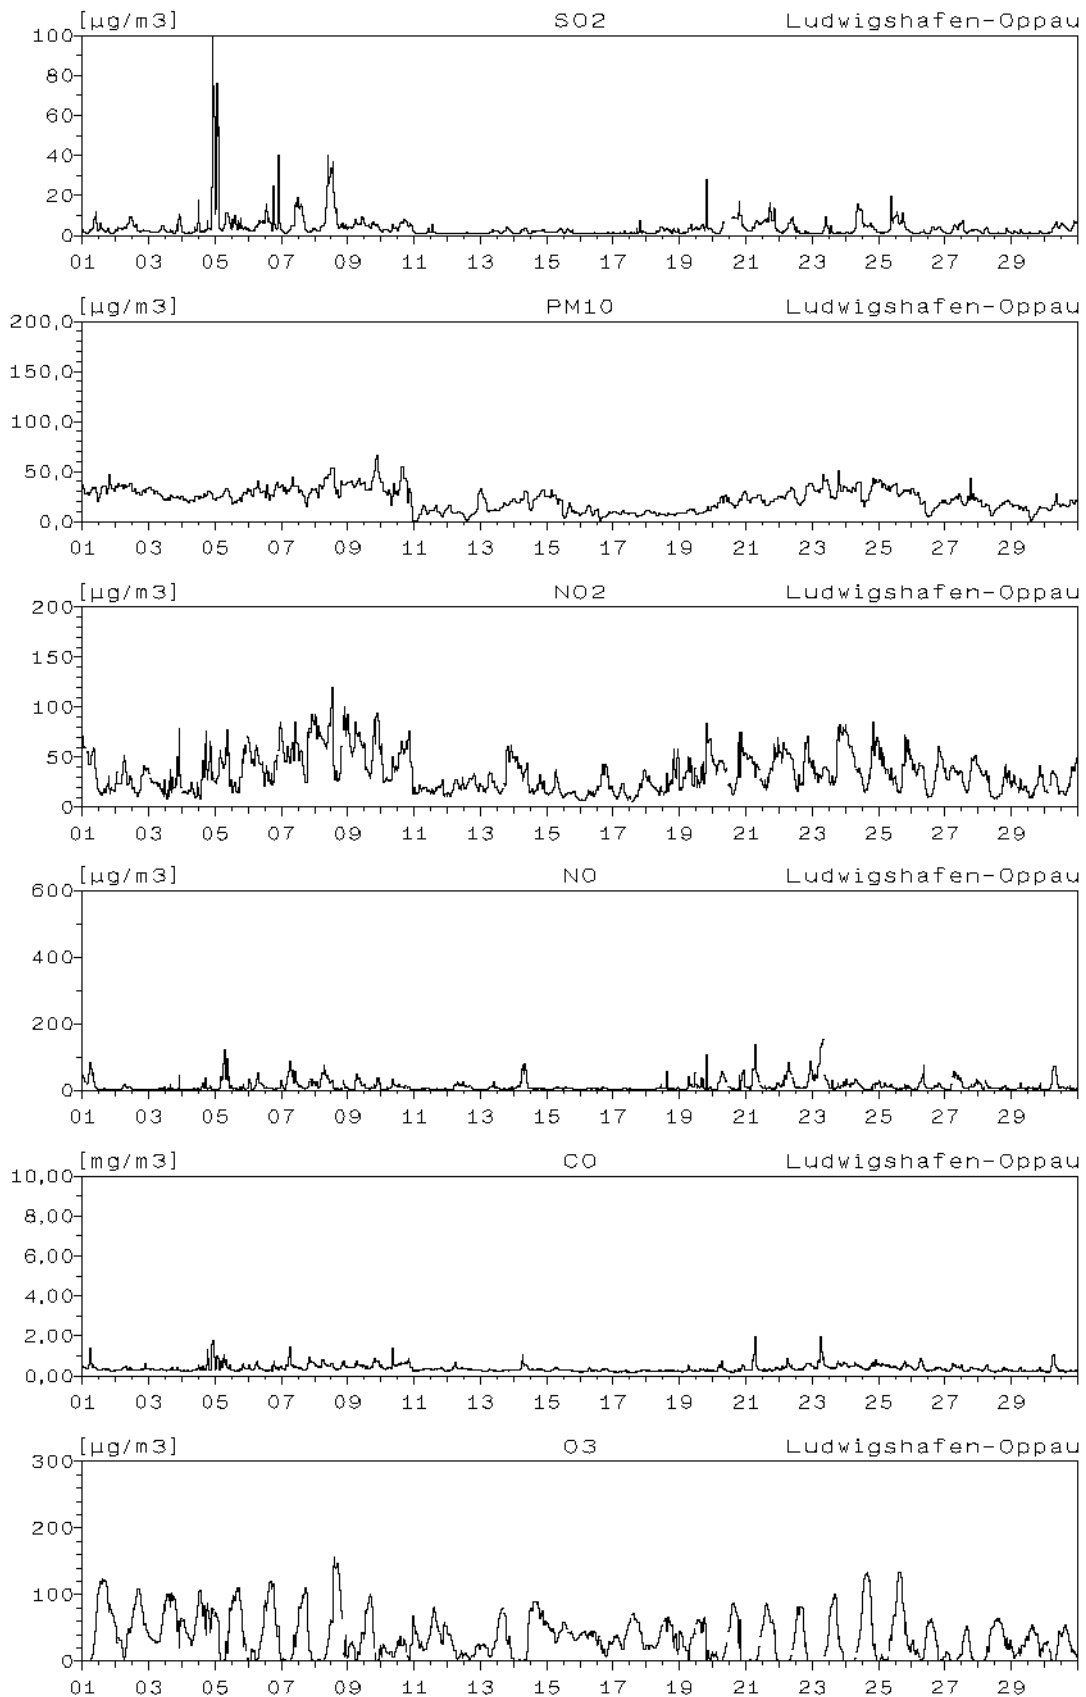 [µg/m3] SO2 Ludwigshafen-Oppau
100
80
60
40
20
0
01 03 05 07 09 11 13 15 17 19 21 23 25 27 29
[µg/m3] PM10 Ludwigshafen-Oppau
200,0
150,0
100,0
50,0
0,0
01 03 05 07 09 11 13 15 17 19 21 23 25 27 29
[µg/m3] NO2 Ludwigshafen-Oppau
200
150
100
50
0
01 03 05 07 09 11 13 15 17 19 21 23 25 27 29
[µg/m3] NO Ludwigshafen-Oppau
600
400
200
0
01 03 05 07 09 11 13 15 17 19 21 23 25 27 29
[mg/m3] CO Ludwigshafen-Oppau
10,00
8,00
6,00
4,00
2,00
0,00
01 03 05 07 09 11 13 15 17 19 21 23 25 27 29
[µg/m3] O3 Ludwigshafen-Oppau
300
200
100
0
01 03 05 07 09 11 13 15 17 19 21 23 25 27 29